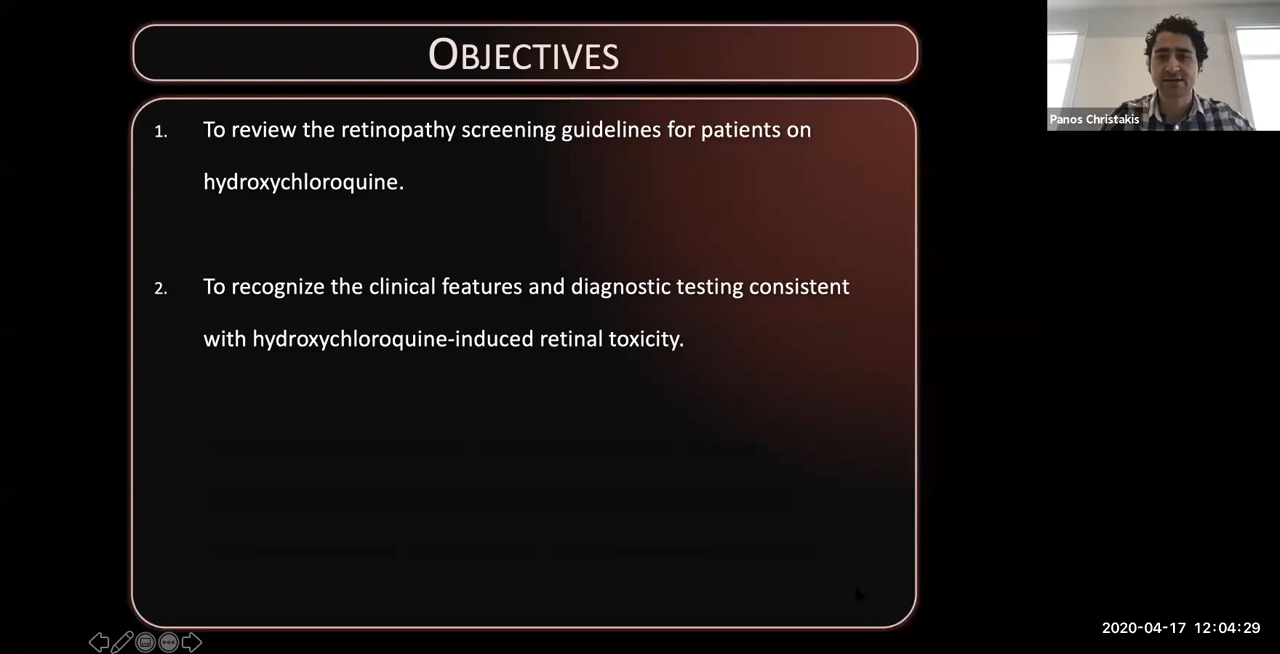 OBJECTIVES
1. To review the retinopathy screening guidelines for patients on
hydroxychloroquine.
2. To recognize the clinical features and diagnostic testing consistent
with hydroxychloroquine-induced retinal toxicity.
Panos Christakis
2020-04-17 12:04:29